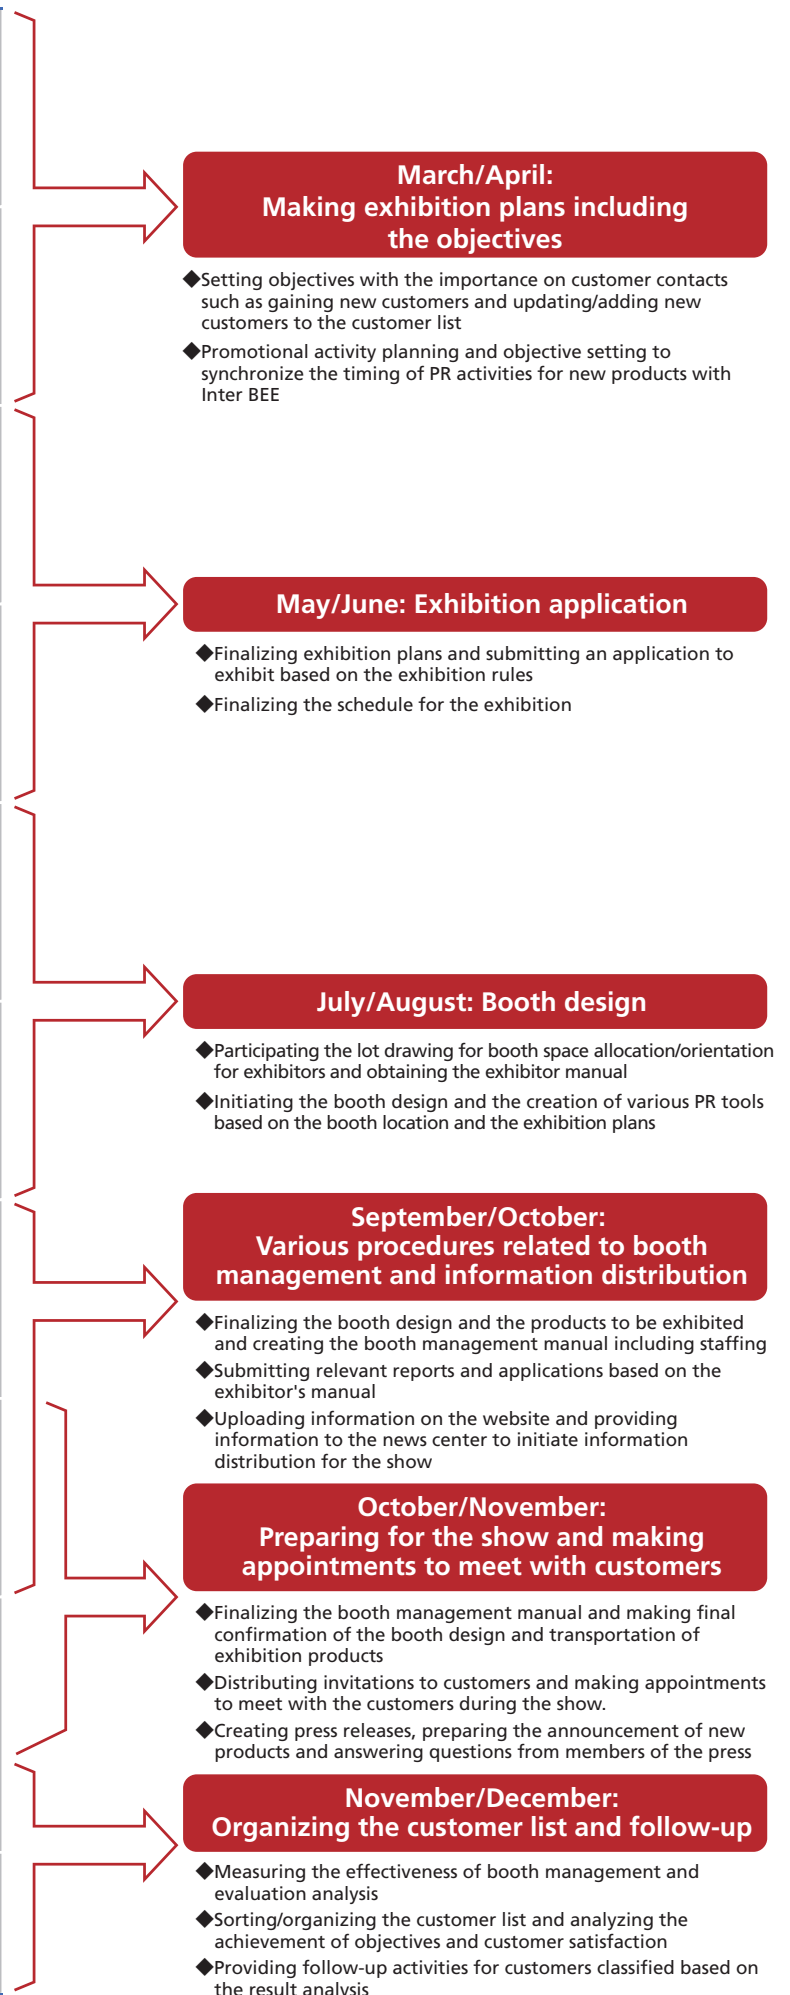 March/April:
Making exhibition plans including
the objectives
◆Setting objectives with the importance on customer contacts
such as gaining new customers and updating/adding new
customers to the customer list
◆Promotional activity planning and objective setting to
synchronize the timing of PR activities for new products with
Inter BEE
May/June: Exhibition application
◆Finalizing exhibition plans and submitting an application to
exhibit based on the exhibition rules
◆Finalizing the schedule for the exhibition
July/August: Booth design
◆Participating the lot drawing for booth space allocation/orientation
for exhibitors and obtaining the exhibitor manual
◆Initiating the booth design and the creation of various PR tools
based on the booth location and the exhibition plans
September/October:
Various procedures related to booth
management and information distribution
◆Finalizing the booth design and the products to be exhibited
and creating the booth management manual including staffing
◆Submitting relevant reports and applications based on the
exhibitor's manual
◆Uploading information on the website and providing
information to the news center to initiate information
distribution for the show
October/November:
Preparing for the show and making
appointments to meet with customers
◆Finalizing the booth management manual and making final
confirmation of the booth design and transportation of
exhibition products
◆Distributing invitations to customers and making appointments
to meet with the customers during the show.
◆Creating press releases, preparing the announcement of new
products and answering questions from members of the press
November/December:
Organizing the customer list and follow-up
◆Measuring the effectiveness of booth management and
evaluation analysis
◆Sorting/organizing the customer list and analyzing the
achievement of objectives and customer satisfaction
◆Providing follow-up activities for customers classified based on
the result analysis